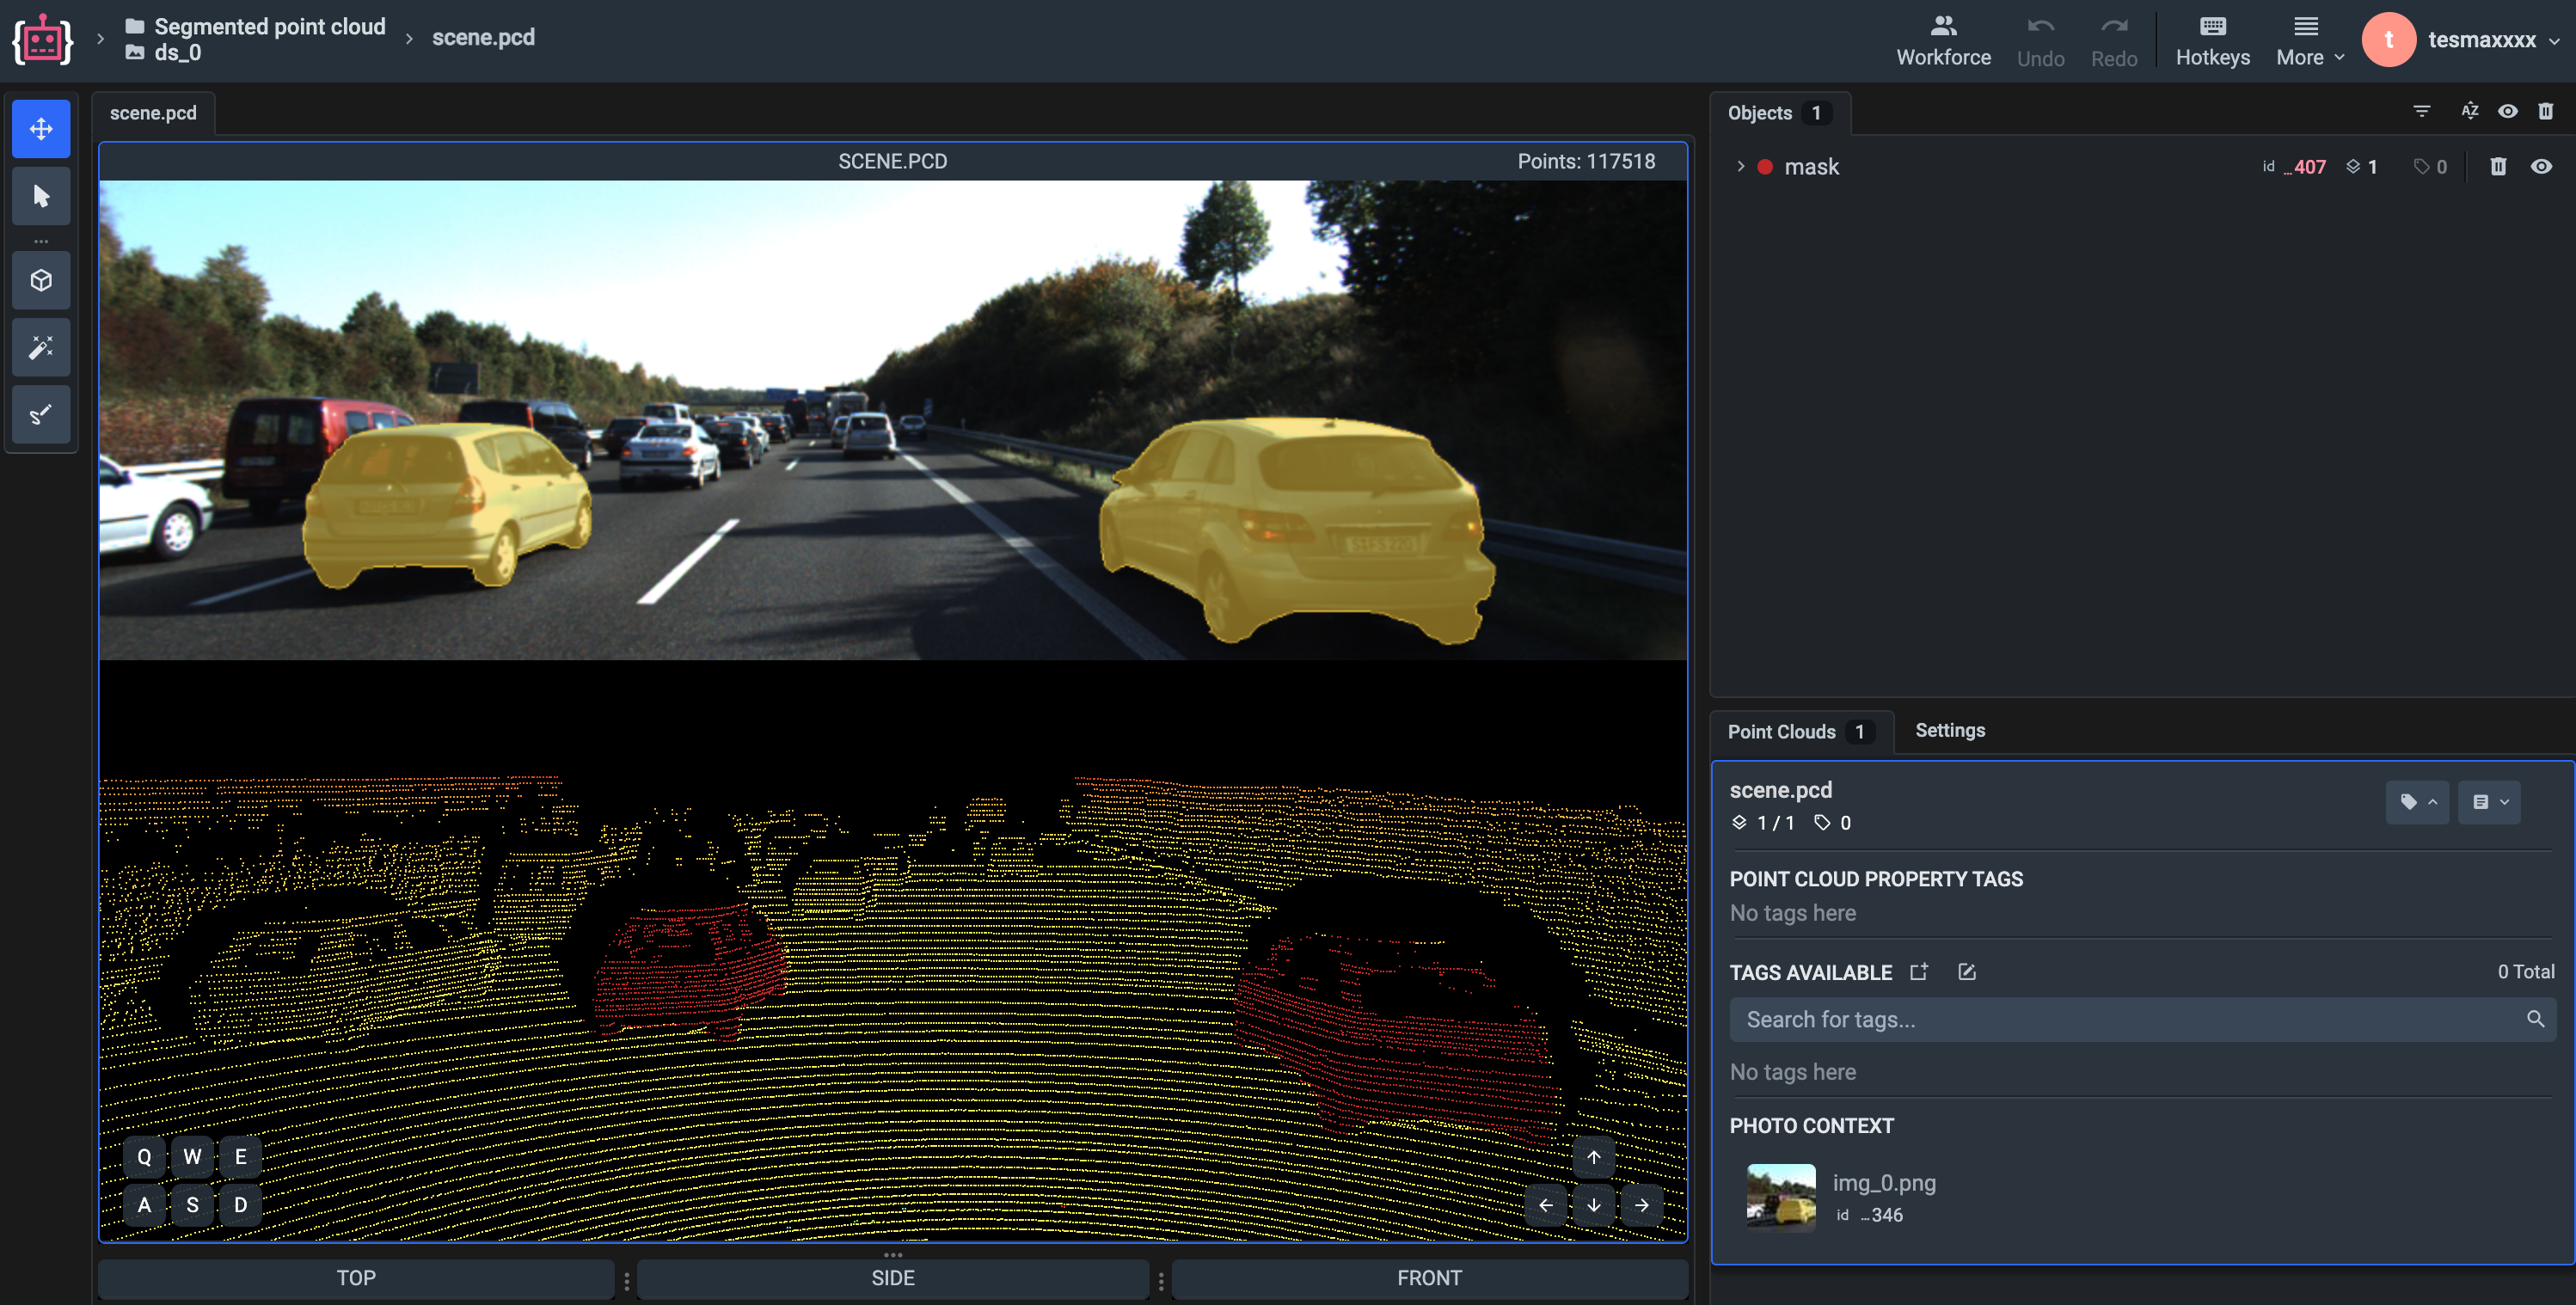 Segmented point cloud
ds_0
scene.pcd
Workforce
Undo
Redo
Hotkeys
More
t
tesmaxxxx
scene.pcd
SCENE.PCD
Points: 117518
Objects 1
mask
id ...407
1
0
Q W E
A S D
TOP
SIDE
FRONT
Point Clouds 1
Settings
scene.pcd
1 / 1
0
POINT CLOUD PROPERTY TAGS
No tags here
TAGS AVAILABLE
0 Total
Search for tags...
No tags here
PHOTO CONTEXT
img_0.png
id ...346